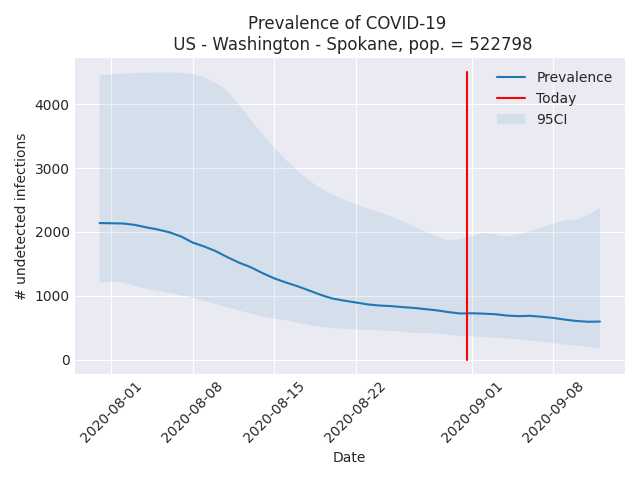 Prevalence of COVID-19
US - Washington - Spokane, pop. = 522798
Prevalence
Today
95CI
# undetected infections
4000
3000
2000
1000
0
2020-08-01
2020-08-08
2020-08-15
2020-08-22
2020-09-01
2020-09-08
Date